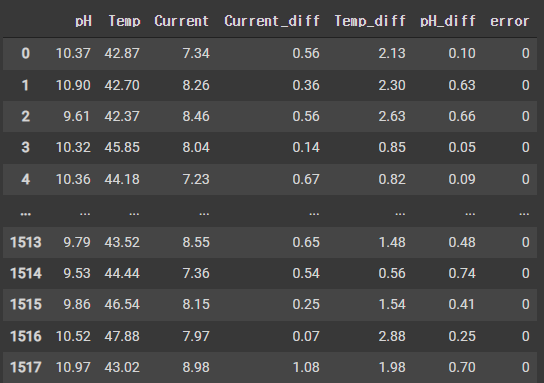 pH Temp Current Current_diff Temp_diff pH_diff error
0 10.37 42.87 7.34 0.56 2.13 0.10 0
1 10.90 42.70 8.26 0.36 2.30 0.63 0
2 9.61 42.37 8.46 0.56 2.63 0.66 0
3 10.32 45.85 8.04 0.14 0.85 0.05 0
4 10.36 44.18 7.23 0.67 0.82 0.09 0
... ... ... ... ... ... ... ...
1513 9.79 43.52 8.55 0.65 1.48 0.48 0
1514 9.53 44.44 7.36 0.54 0.56 0.74 0
1515 9.86 46.54 8.15 0.25 1.54 0.41 0
1516 10.52 47.88 7.97 0.07 2.88 0.25 0
1517 10.97 43.02 8.98 1.08 1.98 0.70 0